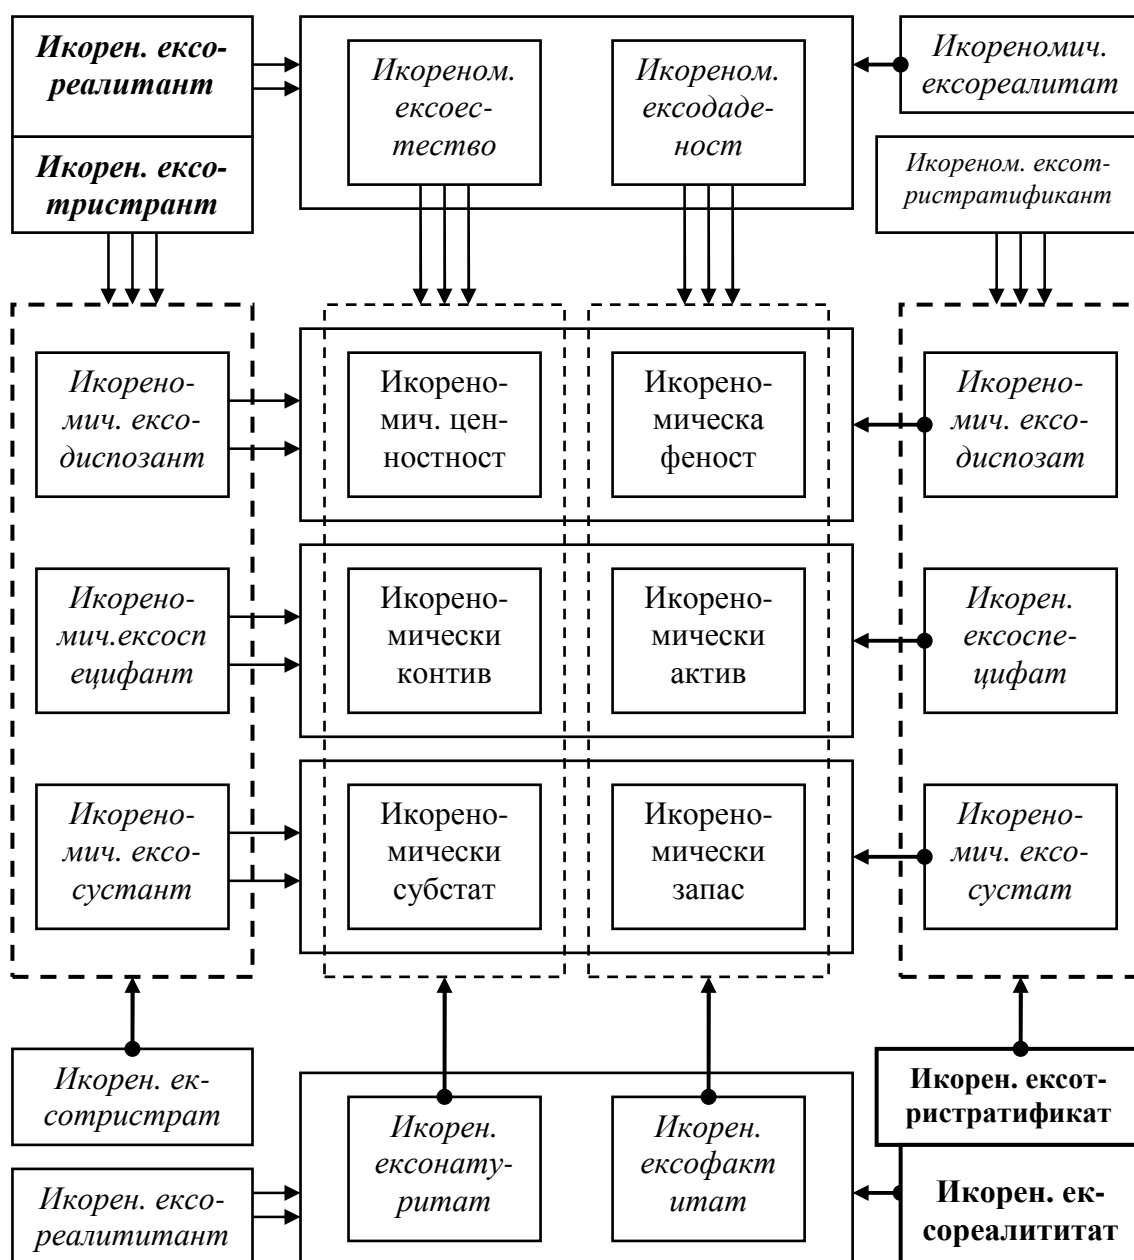 Икорен. ексо-
реалитант
Икореном.
ексоес-
тество
Икореном.
ексодаде-
ност
Икореномич.
ексореалитат
Икорен. ексо-
тристрант
Икореном. ексот-
ристратификант
Икорено-
мич. ексо-
диспозант
Икорено-
мич. цен-
ностност
Икорено-
мическа
феност
Икорено-
мич. ексо-
диспозат
Икорено-
мич.ексосп
ецифант
Икорено-
мически
контив
Икорено-
мически
актив
Икорен.
ексоспе-
цифат
Икорено-
мич. ексо-
сустант
Икорено-
мически
субстат
Икорено-
мически
запас
Икорено-
мич. ексо-
сустат
Икорен. ек-
сотристрат
Икорен.
ексонату-
ритат
Икорен.
ексофакт
итат
Икорен. ексот-
ристратификат
Икорен. ексо-
реалититант
Икорен. ек-
сореалититат